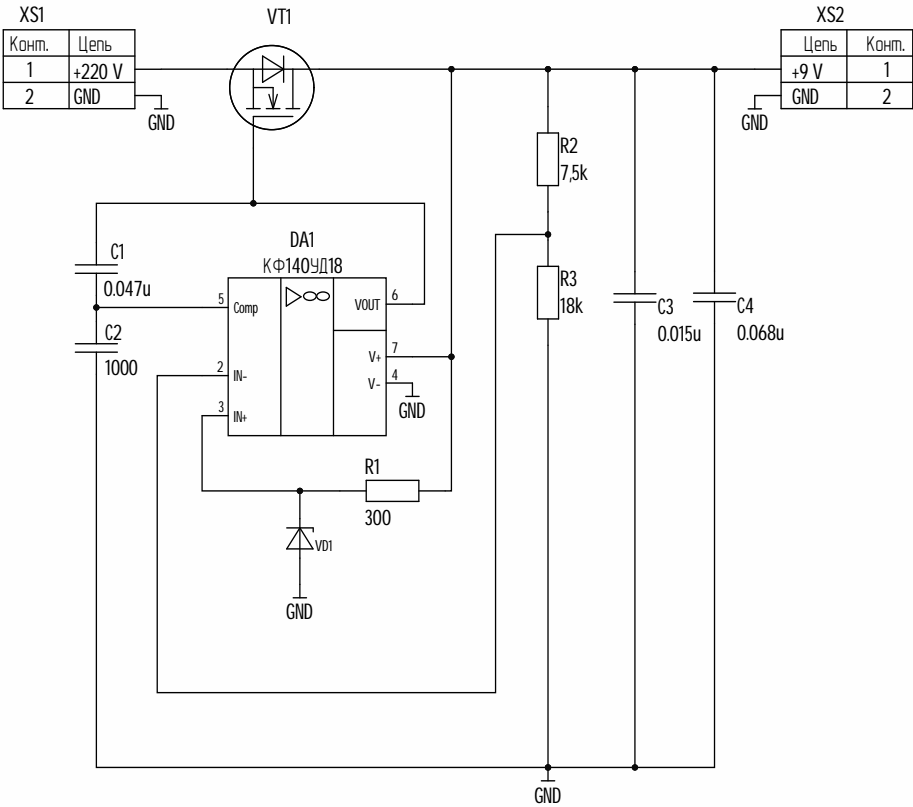 XS1
VT1
XS2
Конт. Цепь
1 +220 V
2 GND
GND
Цепь Конт.
+9 V 1
GND 2
GND
R2
7,5k
DA1
КФ140УД18
C1
0.047u
R3
18k
5 Comp
VOUT 6
C3
0.015u
C4
0.068u
C2
1000
V+ 7
2 IN-
V- 4
GND
3 IN+
R1
300
VD1
GND
GND